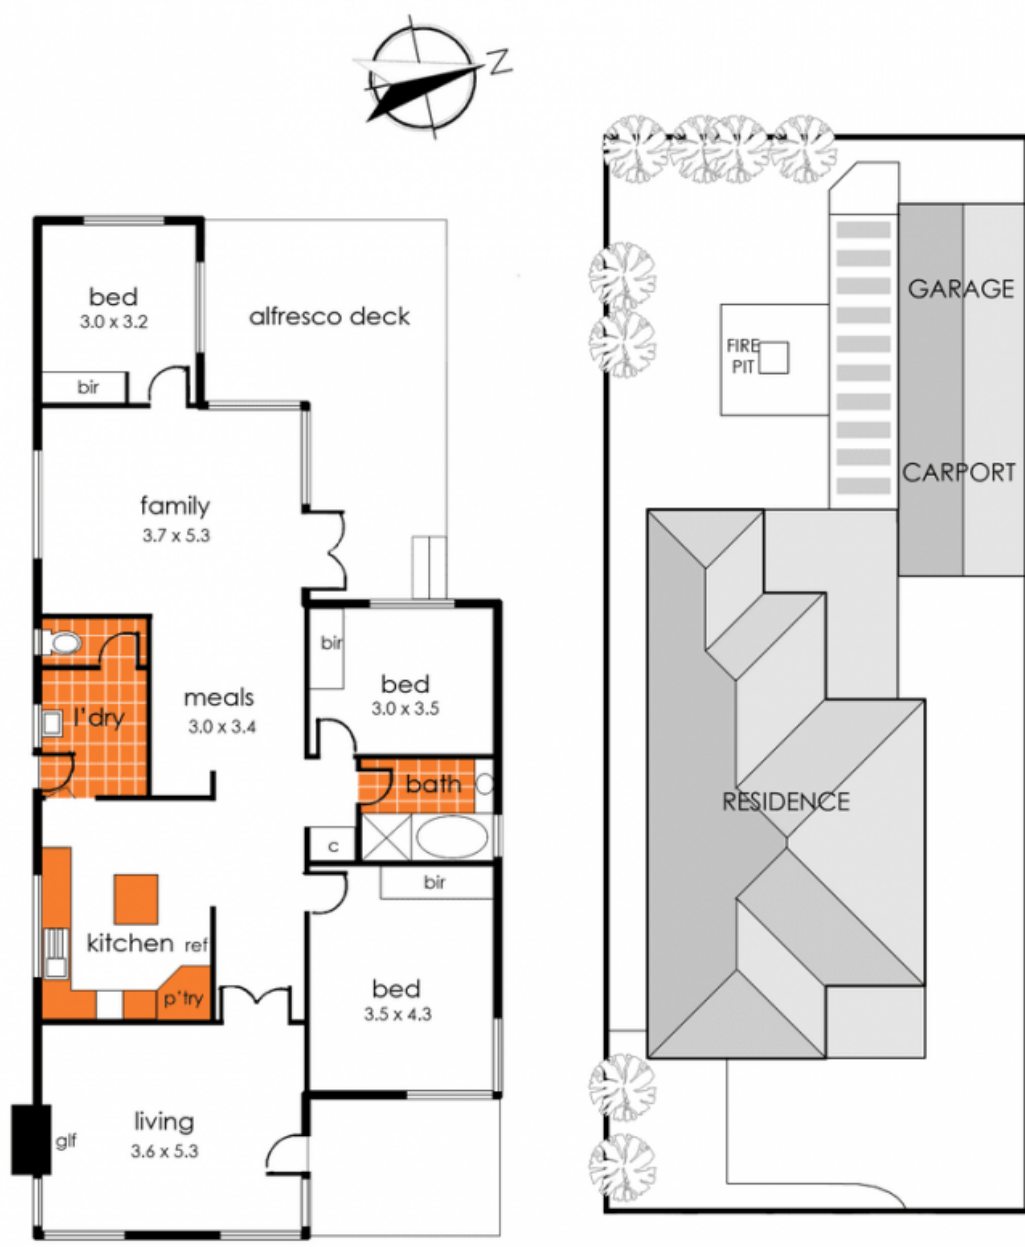 N
bed
3.0 x 3.2
bir
alfresco deck
family
3.7 x 5.3
bir
bed
3.0 x 3.5
l'dry
meals
3.0 x 3.4
bath
c
bir
kitchen ref
p'try
bed
3.5 x 4.3
living
3.6 x 5.3
glf
GARAGE
FIRE
PIT
CARPORT
RESIDENCE